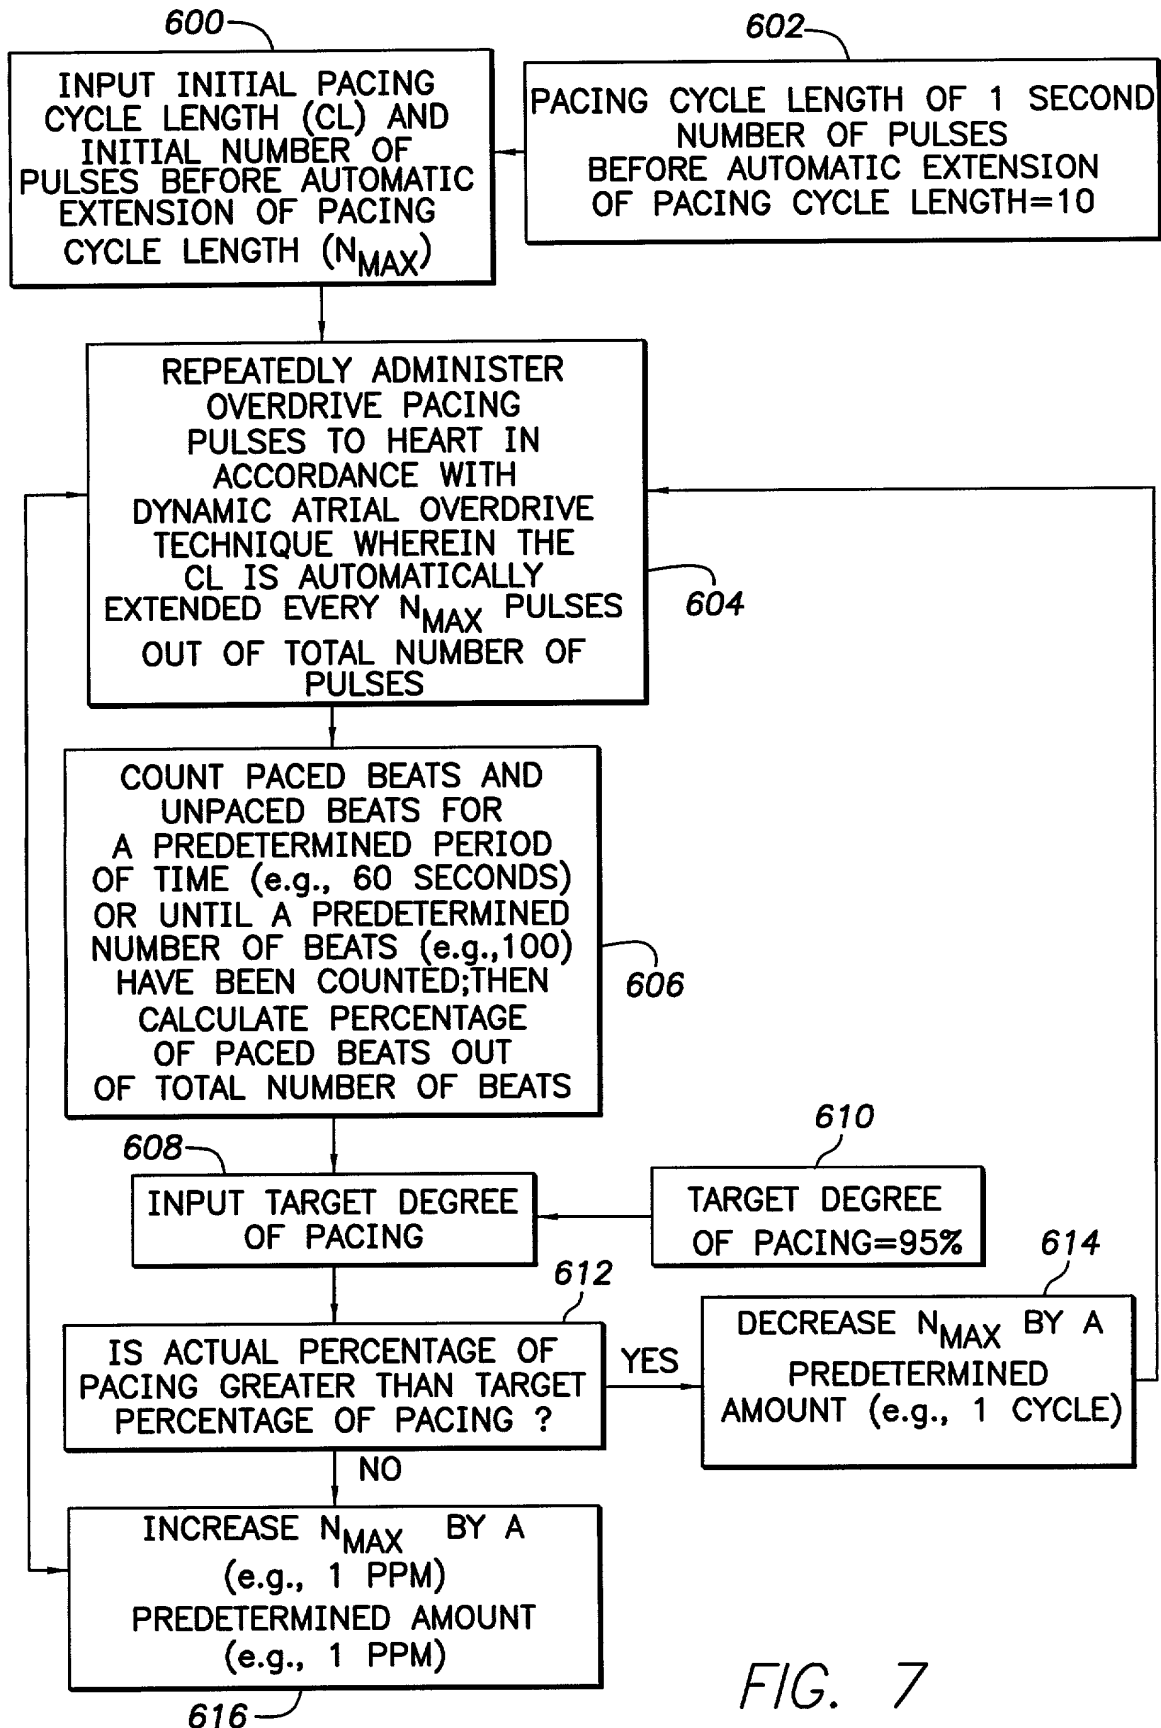 600
INPUT INITIAL PACING
CYCLE LENGTH (CL) AND
INITIAL NUMBER OF
PULSES BEFORE AUTOMATIC
EXTENSION OF PACING
CYCLE LENGTH (NMAX)
602
PACING CYCLE LENGTH OF 1 SECOND
NUMBER OF PULSES
BEFORE AUTOMATIC EXTENSION
OF PACING CYCLE LENGTH=10
REPEATEDLY ADMINISTER
OVERDRIVE PACING
PULSES TO HEART IN
ACCORDANCE WITH
DYNAMIC ATRIAL OVERDRIVE
TECHNIQUE WHEREIN THE
CL IS AUTOMATICALLY
EXTENDED EVERY NMAX PULSES
OUT OF TOTAL NUMBER OF
PULSES
604
COUNT PACED BEATS AND
UNPACED BEATS FOR
A PREDETERMINED PERIOD
OF TIME (e.g., 60 SECONDS)
OR UNTIL A PREDETERMINED
NUMBER OF BEATS (e.g.,100)
HAVE BEEN COUNTED;THEN
CALCULATE PERCENTAGE
OF PACED BEATS OUT
OF TOTAL NUMBER OF BEATS
606
608
INPUT TARGET DEGREE
OF PACING
610
TARGET DEGREE
OF PACING=95%
612
IS ACTUAL PERCENTAGE OF
PACING GREATER THAN TARGET
PERCENTAGE OF PACING ?
YES
614
DECREASE NMAX BY A
PREDETERMINED
AMOUNT (e.g., 1 CYCLE)
NO
INCREASE NMAX BY A
(e.g., 1 PPM)
PREDETERMINED AMOUNT
(e.g., 1 PPM)
616
FIG. 7